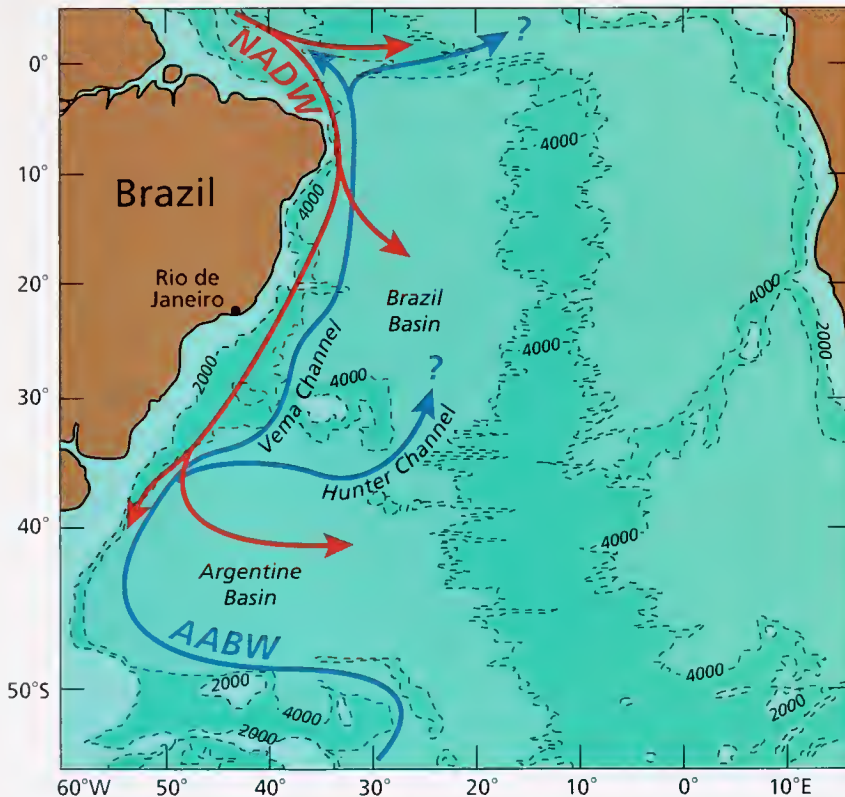 NADW
?
0°
4000
10°
Brazil
4000
20°
Rio de
Janeiro
Brazil
Basin
4000
2000
4000
2000
?
4000
30°
Vema Channel
Hunter Channel
40°
4000
Argentine
Basin
AABW
4000
50°S
2000
4000
2000
4000
2000
60°W
50°
40°
30°
20°
10°
0°
10°E